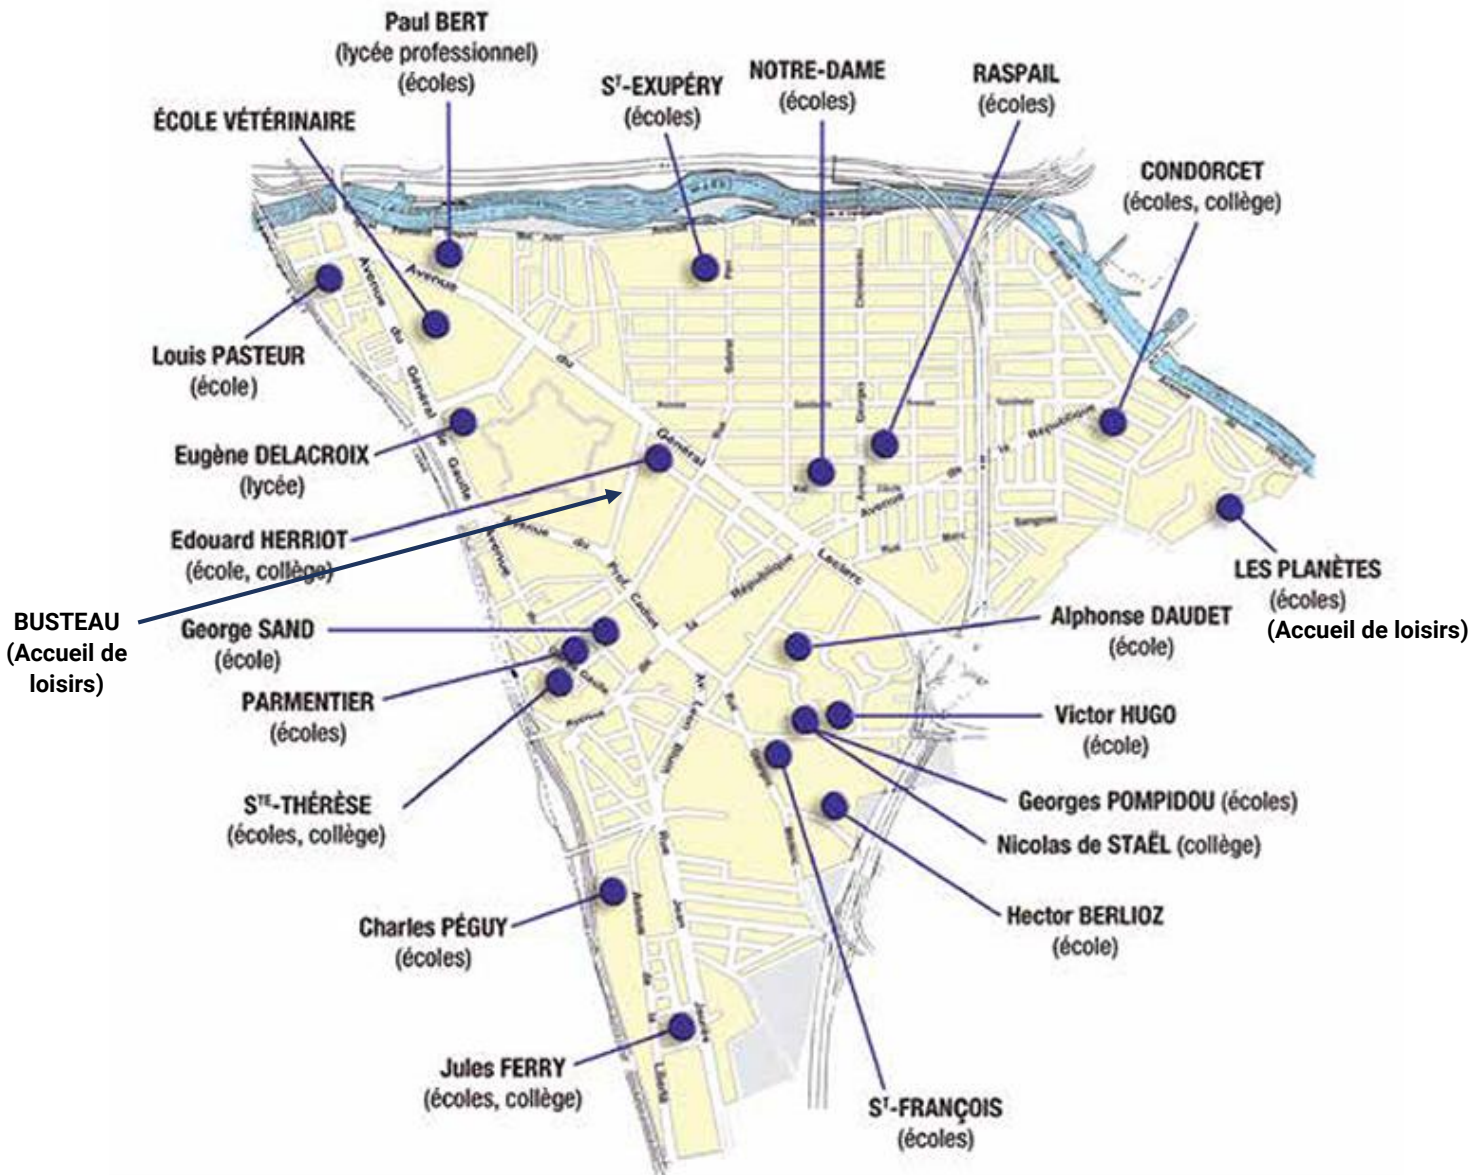 Paul BERT
(lycée professionnel)
(écoles)
Sᵀ-EXUPÉRY
(écoles)
NOTRE-DAME
(écoles)
RASPAIL
(écoles)
ÉCOLE VÉTÉRINAIRE
CONDORCET
(écoles, collège)
Louis PASTEUR
(école)
Eugène DELACROIX
(lycée)
Edouard HERRIOT
(école, collège)
BUSTEAU
(Accueil de
loisirs)
George SAND
(école)
PARMENTIER
(écoles)
Sᵀᴱ-THÉRÈSE
(écoles, collège)
Charles PÉGUY
(écoles)
Jules FERRY
(écoles, collège)
LES PLANÈTES
(écoles)
(Accueil de loisirs)
Alphonse DAUDET
(école)
Victor HUGO
(école)
Georges POMPIDOU (écoles)
Nicolas de STAËL (collège)
Hector BERLIOZ
(école)
Sᵀ-FRANÇOIS
(écoles)
Avenue du Général Leclerc
Avenue du Général de Gaulle
Avenue du Prof. Cadiot
Avenue de la République
Av. Léon Blum
Rue Jean Jaurès
Avenue de la Liberté